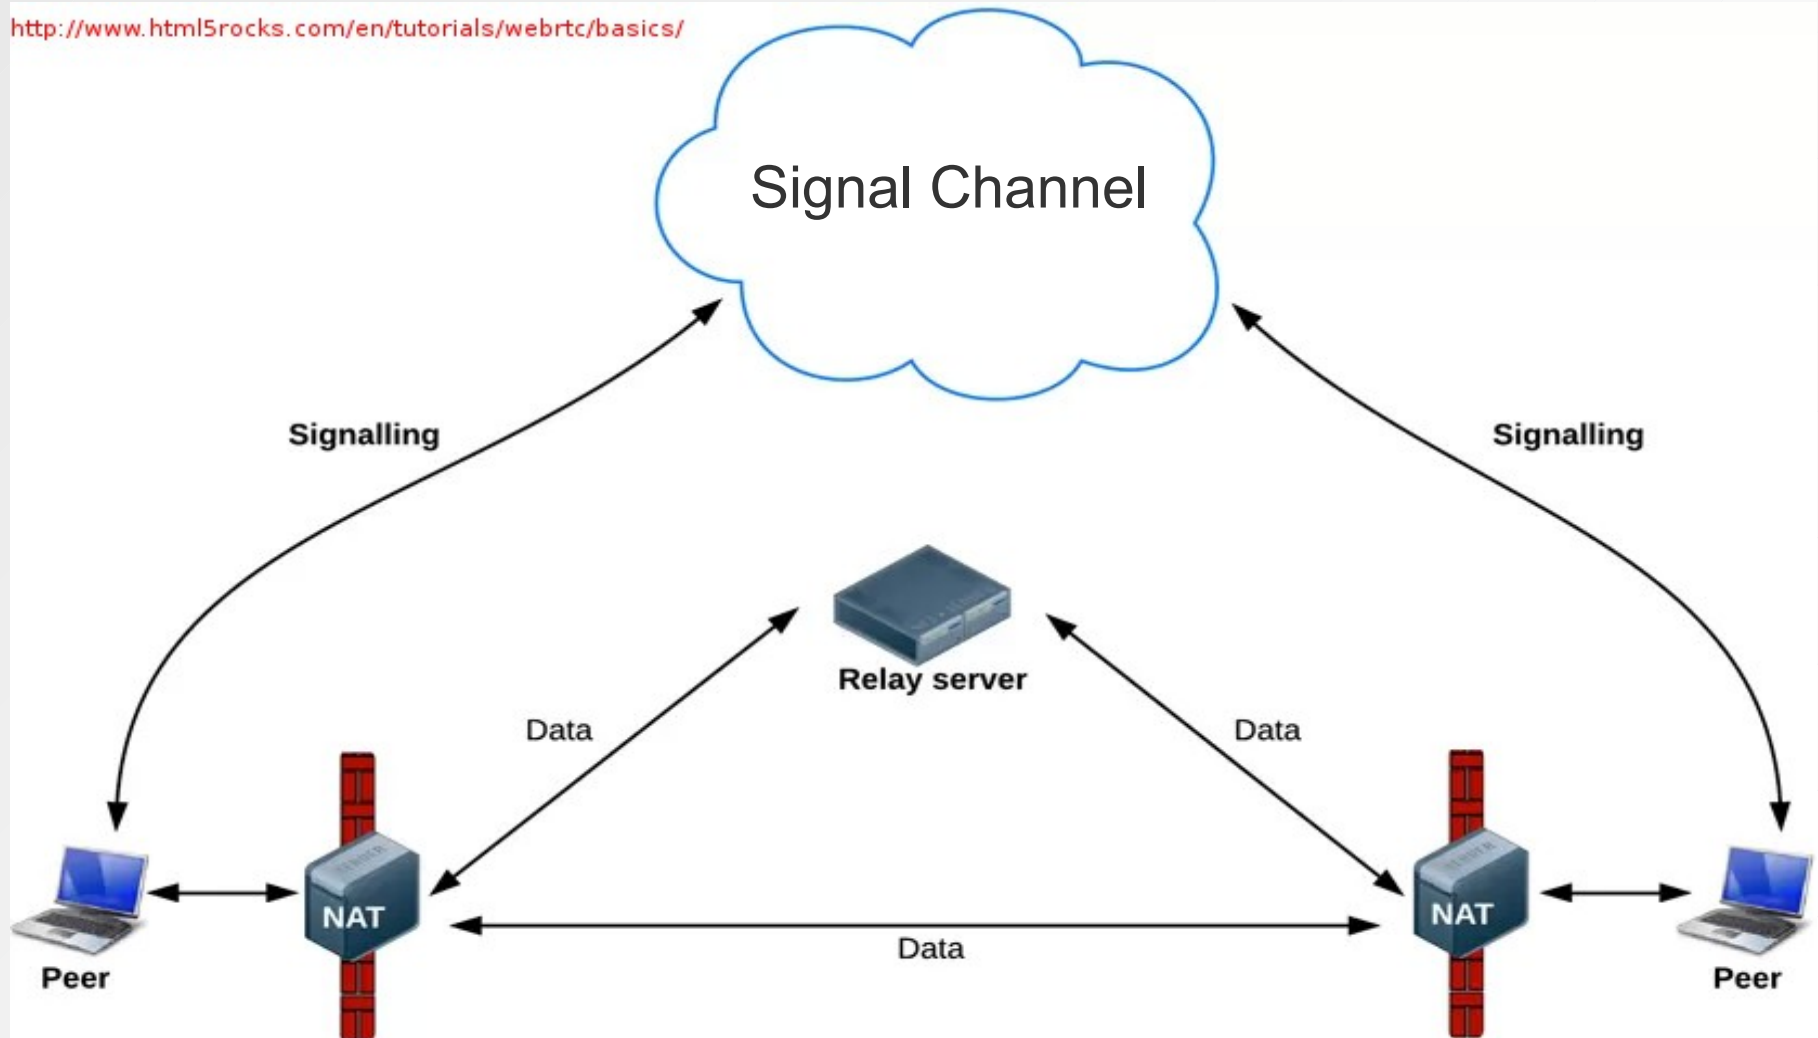 http://www.html5rocks.com/en/tutorials/webrtc/basics/
Signal Channel
Signalling
Signalling
Relay server
Data
Data
NAT
NAT
Data
Peer
Peer